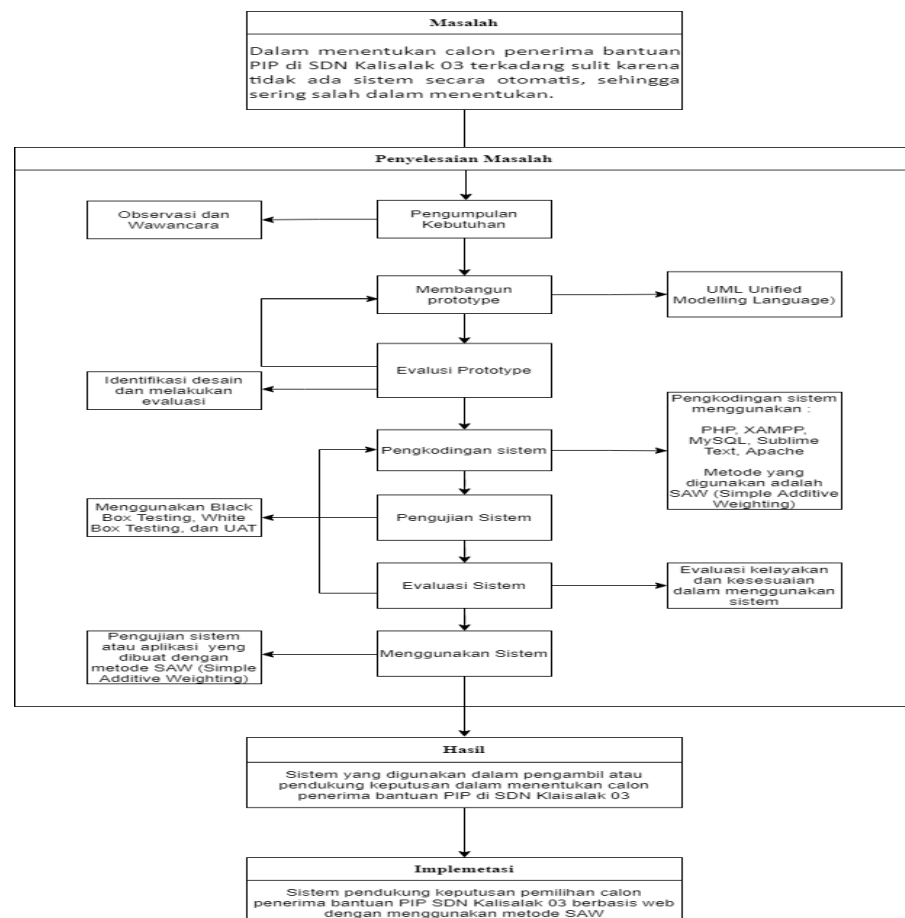 Masalah
Dalam menentukan calon penerima bantuan
PIP di SDN Kalisalak 03 terkadang sulit karena
tidak ada sistem secara otomatis, sehingga
sering salah dalam menentukan.
Penyelesaian Masalah
Observasi dan
Wawancara
Pengumpulan
Kebutuhan
Membangun
prototype
UML Unified
Modelling Language)
Evalusi Prototype
Identifikasi desain
dan melakukan
evaluasi
Pengkodingan sistem
Pengkodingan sistem
menggunakan :
PHP, XAMPP,
MySQL, Sublime
Text, Apache
Metode yang
digunakan adalah
SAW (Simple Additive
Weighting)
Menggunakan Black
Box Testing, White
Box Testing, dan UAT
Pengujian Sistem
Evaluasi Sistem
Evaluasi kelayakan
dan kesesuaian
dalam menggunakan
sistem
Pengujian sistem
atau aplikasi yeng
dibuat dengan
metode SAW (Simple
Additive Weighting)
Menggunakan Sistem
Hasil
Sistem yang digunakan dalam pengambil atau
pendukung keputusan dalam menentukan calon
penerima bantuan PIP di SDN Klaisalak 03
Implemetasi
Sistem pendukung keputusan pemilihan calon
penerima bantuan PIP SDN Kalisalak 03 berbasis web
dengan menggunakan metode SAW